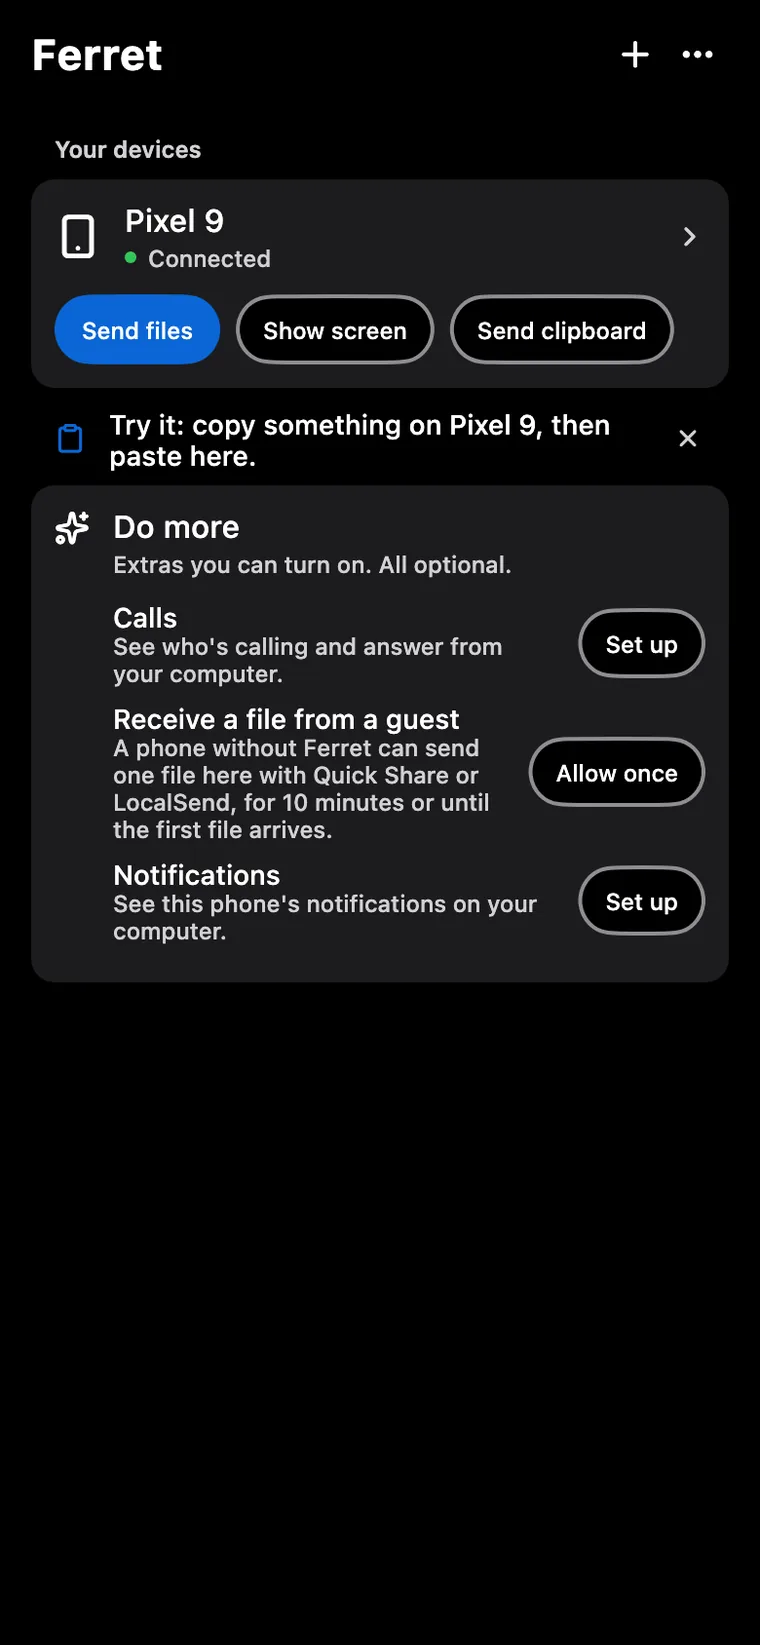 Ferret
Your devices
Pixel 9
Connected
Send files
Show screen
Send clipboard
Try it: copy something on Pixel 9, then
paste here.
Do more
Extras you can turn on. All optional.
Calls
See who's calling and answer from
your computer.
Set up
Receive a file from a guest
A phone without Ferret can send
one file here with Quick Share or
LocalSend, for 10 minutes or until
the first file arrives.
Allow once
Notifications
See this phone's notifications on your
computer.
Set up